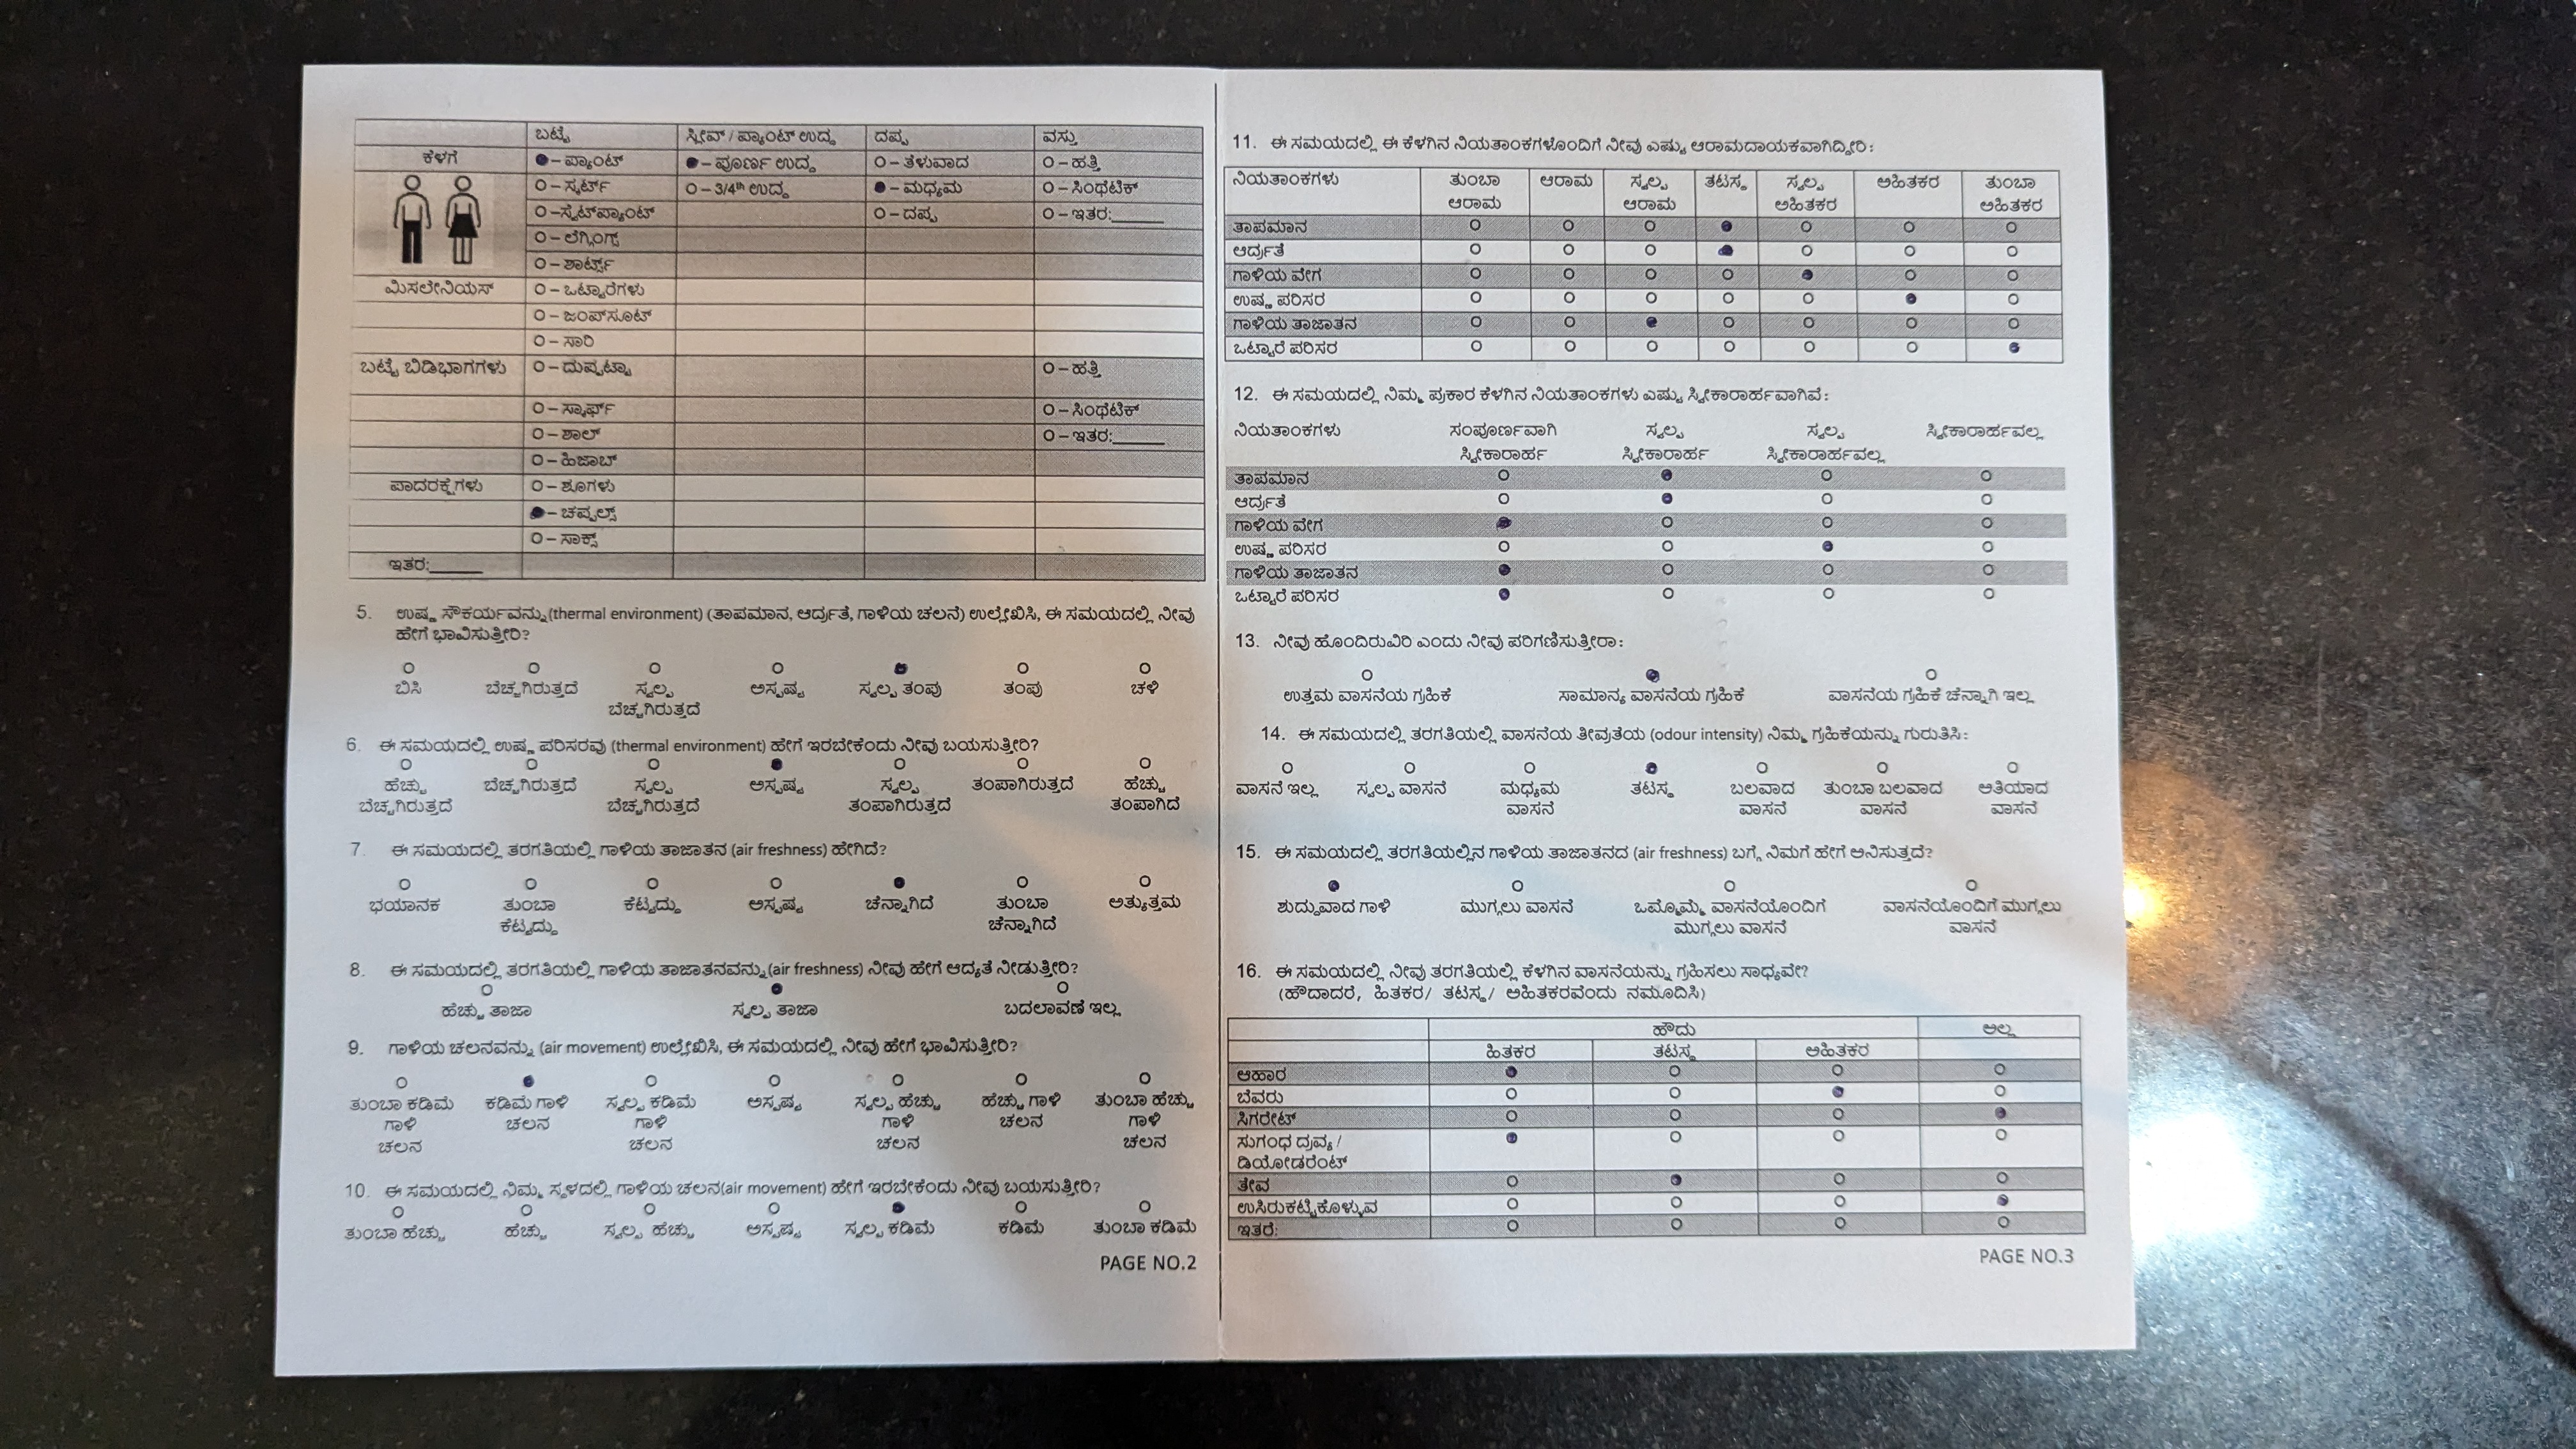 ಬಟ್ಟೆ ಸ್ಲೀವ್ / ಪ್ಯಾಂಟ್ ಉದ್ದ ದಪ್ಪ ವಸ್ತು
ಕೆಳಗೆ ಪ್ಯಾಂಟ್ ಪೂರ್ಣ ಉದ್ದ ತೆಳುವಾದ ಹತ್ತಿ
ಸ್ಕರ್ಟ್ 3/4th ಉದ್ದ ಮಧ್ಯಮ ಸಿಂಥೆಟಿಕ್
ಸ್ವೆಟ್‌ಪ್ಯಾಂಟ್ ದಪ್ಪ ಇತರ:______
ಲೆಗ್ಗಿಂಗ್ಸ್
ಶಾರ್ಟ್ಸ್
ಮಿಸಲೇನಿಯಸ್ ಒಟ್ಟಾರೆಗಳು
ಜಂಪ್‌ಸೂಟ್
ಸಾರಿ
ಬಟ್ಟೆ ಬಿಡಿಭಾಗಗಳು ದುಪ್ಪಟ್ಟಾ ಹತ್ತಿ
ಸ್ಕಾರ್ಫ್ ಸಿಂಥೆಟಿಕ್
ಶಾಲ್ ಇತರ:______
ಹಿಜಾಬ್
ಪಾದರಕ್ಷೆಗಳು ಶೂಗಳು
ಚಪ್ಪಲ್ಸ್
ಸಾಕ್ಸ್
ಇತರ:______
5. ಉಷ್ಣ ಸೌಕರ್ಯವನ್ನು (thermal environment) (ತಾಪಮಾನ, ಆರ್ದ್ರತೆ, ಗಾಳಿಯ ಚಲನೆ) ಉಲ್ಲೇಖಿಸಿ, ಈ ಸಮಯದಲ್ಲಿ ನೀವು
ಹೇಗೆ ಭಾವಿಸುತ್ತೀರಿ?
ಬಿಸಿ ಬೆಚ್ಚಗಿರುತ್ತದೆ ಸ್ವಲ್ಪ ಅಸ್ಪಷ್ಟ ಸ್ವಲ್ಪ ತಂಪು ತಂಪು ಚಳಿ
ಬೆಚ್ಚಗಿರುತ್ತದೆ
6. ಈ ಸಮಯದಲ್ಲಿ ಉಷ್ಣ ಪರಿಸರವು (thermal environment) ಹೇಗೆ ಇರಬೇಕೆಂದು ನೀವು ಬಯಸುತ್ತೀರಿ?
ಹೆಚ್ಚು ಬೆಚ್ಚಗಿರುತ್ತದೆ ಸ್ವಲ್ಪ ಅಸ್ಪಷ್ಟ ಸ್ವಲ್ಪ ತಂಪಾಗಿರುತ್ತದೆ ಹೆಚ್ಚು
ಬೆಚ್ಚಗಿರುತ್ತದೆ ಬೆಚ್ಚಗಿರುತ್ತದೆ ತಂಪಾಗಿರುತ್ತದೆ ತಂಪಾಗಿದೆ
7. ಈ ಸಮಯದಲ್ಲಿ ತರಗತಿಯಲ್ಲಿ ಗಾಳಿಯ ತಾಜಾತನ (air freshness) ಹೇಗಿದೆ?
ಭಯಾನಕ ತುಂಬಾ ಕೆಟ್ಟದ್ದು ಅಸ್ಪಷ್ಟ ಚೆನ್ನಾಗಿದೆ ತುಂಬಾ ಅತ್ಯುತ್ತಮ
ಕೆಟ್ಟದ್ದು ಚೆನ್ನಾಗಿದೆ
8. ಈ ಸಮಯದಲ್ಲಿ ತರಗತಿಯಲ್ಲಿ ಗಾಳಿಯ ತಾಜಾತನವನ್ನು (air freshness) ನೀವು ಹೇಗೆ ಆದ್ಯತೆ ನೀಡುತ್ತೀರಿ?
ಹೆಚ್ಚು ತಾಜಾ ಸ್ವಲ್ಪ ತಾಜಾ ಬದಲಾವಣೆ ಇಲ್ಲ
9. ಗಾಳಿಯ ಚಲನವನ್ನು (air movement) ಉಲ್ಲೇಖಿಸಿ, ಈ ಸಮಯದಲ್ಲಿ ನೀವು ಹೇಗೆ ಭಾವಿಸುತ್ತೀರಿ?
ತುಂಬಾ ಕಡಿಮೆ ಕಡಿಮೆ ಗಾಳಿ ಸ್ವಲ್ಪ ಕಡಿಮೆ ಅಸ್ಪಷ್ಟ ಸ್ವಲ್ಪ ಹೆಚ್ಚು ಹೆಚ್ಚು ಗಾಳಿ ತುಂಬಾ ಹೆಚ್ಚು
ಗಾಳಿ ಚಲನ ಗಾಳಿ ಗಾಳಿ ಚಲನ ಗಾಳಿ
ಚಲನ ಚಲನ ಚಲನ ಚಲನ
10. ಈ ಸಮಯದಲ್ಲಿ ನಿಮ್ಮ ಸ್ಥಳದಲ್ಲಿ ಗಾಳಿಯ ಚಲನ(air movement) ಹೇಗೆ ಇರಬೇಕೆಂದು ನೀವು ಬಯಸುತ್ತೀರಿ?
ತುಂಬಾ ಹೆಚ್ಚು ಹೆಚ್ಚು ಸ್ವಲ್ಪ ಹೆಚ್ಚು ಅಸ್ಪಷ್ಟ ಸ್ವಲ್ಪ ಕಡಿಮೆ ಕಡಿಮೆ ತುಂಬಾ ಕಡಿಮೆ
PAGE NO.2
11. ಈ ಸಮಯದಲ್ಲಿ ಈ ಕೆಳಗಿನ ನಿಯತಾಂಕಗಳೊಂದಿಗೆ ನೀವು ಎಷ್ಟು ಆರಾಮದಾಯಕವಾಗಿದ್ದೀರಿ:
ನಿಯತಾಂಕಗಳು ತುಂಬಾ ಆರಾಮ ಸ್ವಲ್ಪ ತಟಸ್ಥ ಸ್ವಲ್ಪ ಅಹಿತಕರ ತುಂಬಾ
ಆರಾಮ ಆರಾಮ ಅಹಿತಕರ ಅಹಿತಕರ
ತಾಪಮಾನ
ಆರ್ದ್ರತೆ
ಗಾಳಿಯ ವೇಗ
ಉಷ್ಣ ಪರಿಸರ
ಗಾಳಿಯ ತಾಜಾತನ
ಒಟ್ಟಾರೆ ಪರಿಸರ
12. ಈ ಸಮಯದಲ್ಲಿ ನಿಮ್ಮ ಪ್ರಕಾರ ಕೆಳಗಿನ ನಿಯತಾಂಕಗಳು ಎಷ್ಟು ಸ್ವೀಕಾರಾರ್ಹವಾಗಿವೆ:
ನಿಯತಾಂಕಗಳು ಸಂಪೂರ್ಣವಾಗಿ ಸ್ವಲ್ಪ ಸ್ವಲ್ಪ ಸ್ವೀಕಾರಾರ್ಹವಲ್ಲ
ಸ್ವೀಕಾರಾರ್ಹ ಸ್ವೀಕಾರಾರ್ಹ ಸ್ವೀಕಾರಾರ್ಹವಲ್ಲ
ತಾಪಮಾನ
ಆರ್ದ್ರತೆ
ಗಾಳಿಯ ವೇಗ
ಉಷ್ಣ ಪರಿಸರ
ಗಾಳಿಯ ತಾಜಾತನ
ಒಟ್ಟಾರೆ ಪರಿಸರ
13. ನೀವು ಹೊಂದಿರುವಿರಿ ಎಂದು ನೀವು ಪರಿಗಣಿಸುತ್ತೀರಾ:
ಉತ್ತಮ ವಾಸನೆಯ ಗ್ರಹಿಕೆ ಸಾಮಾನ್ಯ ವಾಸನೆಯ ಗ್ರಹಿಕೆ ವಾಸನೆಯ ಗ್ರಹಿಕೆ ಚೆನ್ನಾಗಿ ಇಲ್ಲ
14. ಈ ಸಮಯದಲ್ಲಿ ತರಗತಿಯಲ್ಲಿ ವಾಸನೆಯ ತೀವ್ರತೆಯ (odour intensity) ನಿಮ್ಮ ಗ್ರಹಿಕೆಯನ್ನು ಗುರುತಿಸಿ:
ವಾಸನೆ ಇಲ್ಲ ಸ್ವಲ್ಪ ವಾಸನೆ ಮಧ್ಯಮ ತಟಸ್ಥ ಬಲವಾದ ತುಂಬಾ ಬಲವಾದ ಅತಿಯಾದ
ವಾಸನೆ ವಾಸನೆ ವಾಸನೆ ವಾಸನೆ
15. ಈ ಸಮಯದಲ್ಲಿ ತರಗತಿಯಲ್ಲಿನ ಗಾಳಿಯ ತಾಜಾತನದ (air freshness) ಬಗ್ಗೆ ನಿಮಗೆ ಹೇಗೆ ಅನಿಸುತ್ತದೆ?
ಶುದ್ಧವಾದ ಗಾಳಿ ಮುಗ್ಗಲು ವಾಸನೆ ಒಮ್ಮೊಮ್ಮೆ ವಾಸನೆಯೊಂದಿಗೆ ವಾಸನೆಯೊಂದಿಗೆ ಮುಗ್ಗಲು
ಮುಗ್ಗಲು ವಾಸನೆ ವಾಸನೆ
16. ಈ ಸಮಯದಲ್ಲಿ ನೀವು ತರಗತಿಯಲ್ಲಿ ಕೆಳಗಿನ ವಾಸನೆಯನ್ನು ಗ್ರಹಿಸಲು ಸಾಧ್ಯವೇ?
(ಹೌದಾದರೆ, ಹಿತಕರ/ ತಟಸ್ಥ/ ಅಹಿತಕರವೆಂದು ನಮೂದಿಸಿ)
ಹೌದು ಅಲ್ಲ
ಹಿತಕರ ತಟಸ್ಥ ಅಹಿತಕರ
ಆಹಾರ
ಬೆವರು
ಸಿಗರೇಟ್
ಸುಗಂಧ ದ್ರವ್ಯ /
ಡಿಯೋಡರೆಂಟ್
ತೇವ
ಉಸಿರುಕಟ್ಟಿಕೊಳ್ಳುವ
ಇತರೆ:
PAGE NO.3